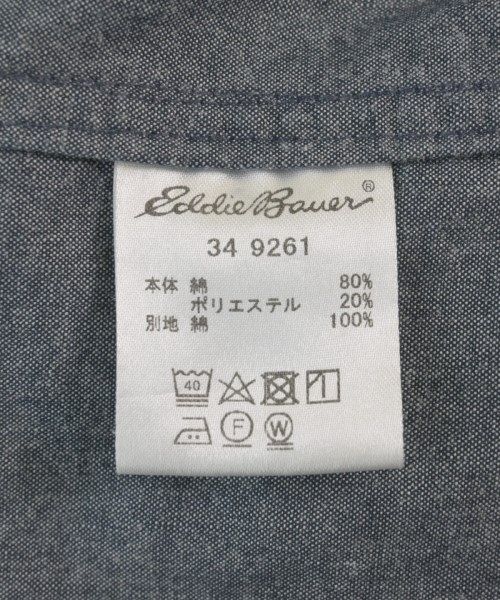 Eddie Bauer®
34 9261
本体 綿 80%
ポリエステル 20%
別地 綿 100%
40
F W